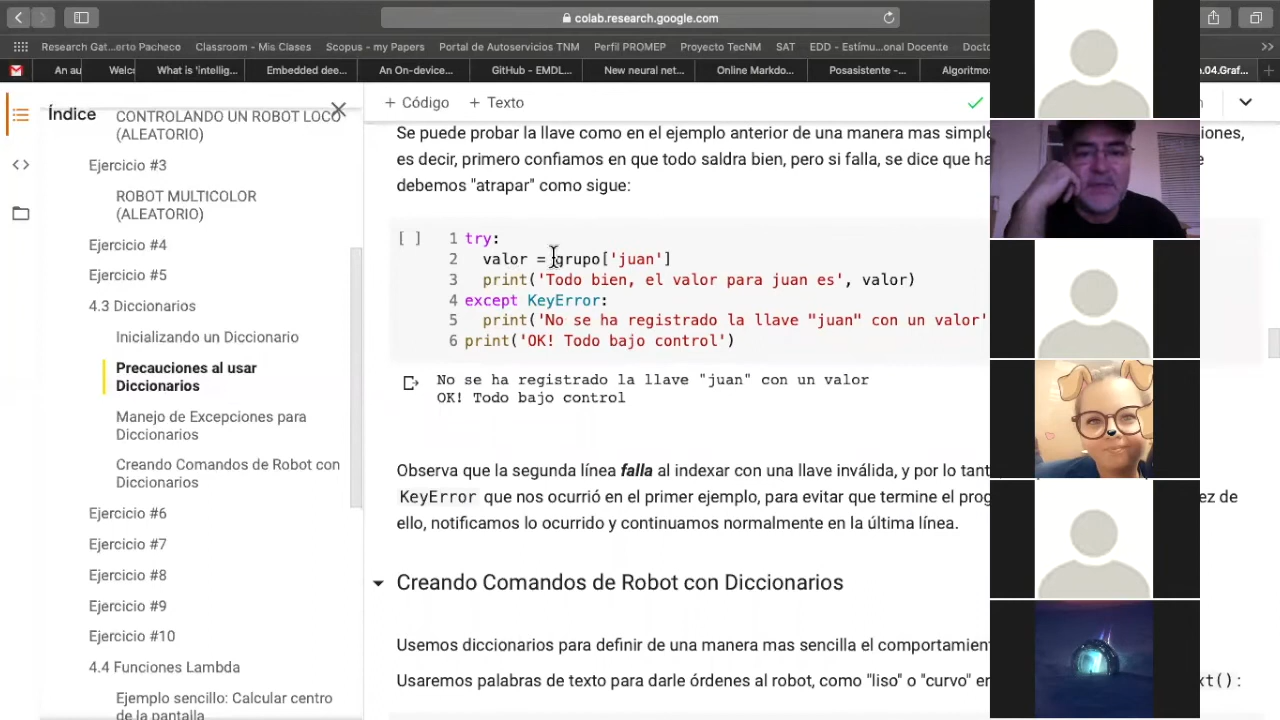 colab.research.google.com
Research Gat...erto Pacheco Classroom - Mis Clases Scopus - my Papers Portal de Autoservicios TNM Perfil PROMEP Proyecto TecNM SAT EDD - Estímu...onal Docente Docto
An au Welc What is 'intellig... Embedded dee... An On-device... GitHub - EMDL... New neural net... Online Markdo... Posasistente -... Algoritmos .04.Graf...
Índice
CONTROLANDO UN ROBOT LOCO
(ALEATORIO)
Ejercicio #3
ROBOT MULTICOLOR
(ALEATORIO)
Ejercicio #4
Ejercicio #5
4.3 Diccionarios
Inicializando un Diccionario
Precauciones al usar
Diccionarios
Manejo de Excepciones para
Diccionarios
Creando Comandos de Robot con
Diccionarios
Ejercicio #6
Ejercicio #7
Ejercicio #8
Ejercicio #9
Ejercicio #10
4.4 Funciones Lambda
Ejemplo sencillo: Calcular centro
de la pantalla
+ Código + Texto
Se puede probar la llave como en el ejemplo anterior de una manera mas simple iones,
es decir, primero confiamos en que todo saldra bien, pero si falla, se dice que ha e
debemos "atrapar" como sigue:
[ ] 1 try:
2 valor = grupo['juan']
3 print('Todo bien, el valor para juan es', valor)
4 except KeyError:
5 print('No se ha registrado la llave "juan" con un valor'
6 print('OK! Todo bajo control')
No se ha registrado la llave "juan" con un valor
OK! Todo bajo control
Observa que la segunda línea falla al indexar con una llave inválida, y por lo tant
KeyError que nos ocurrió en el primer ejemplo, para evitar que termine el prog ez de
ello, notificamos lo ocurrido y continuamos normalmente en la última línea.
Creando Comandos de Robot con Diccionarios
Usemos diccionarios para definir de una manera mas sencilla el comportamien
Usaremos palabras de texto para darle órdenes al robot, como "liso" o "curvo" en xt():